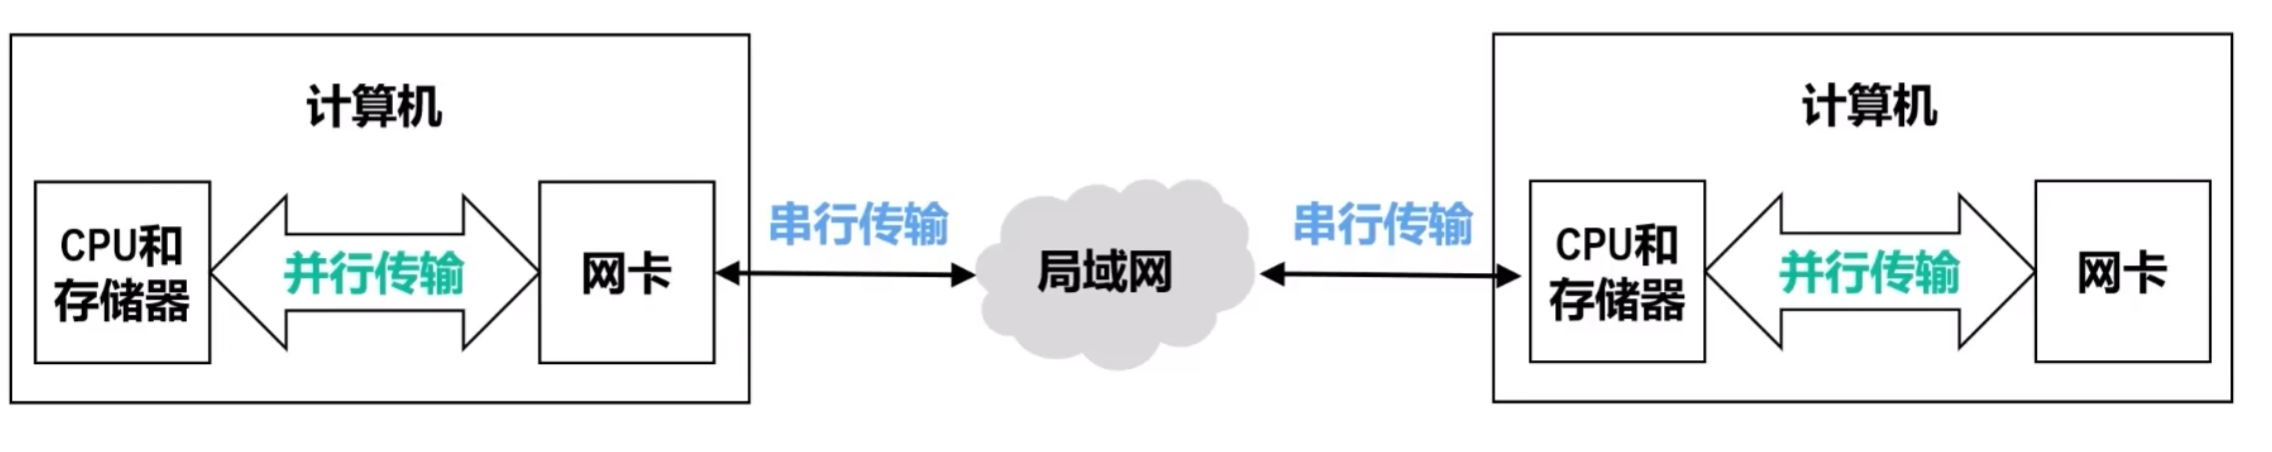 计算机
CPU和
存储器
并行传输
网卡
串行传输
局域网
串行传输
计算机
CPU和
存储器
并行传输
网卡